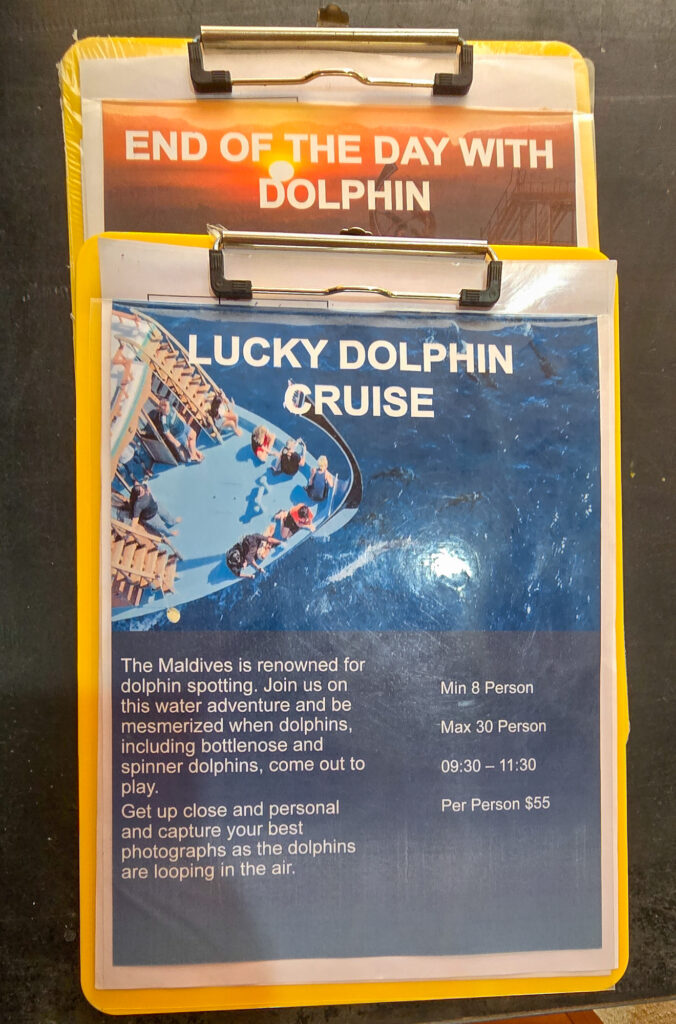 END OF THE DAY WITH
DOLPHIN
LUCKY DOLPHIN
CRUISE
The Maldives is renowned for
dolphin spotting. Join us on
this water adventure and be
mesmerized when dolphins,
including bottlenose and
spinner dolphins, come out to
play.
Get up close and personal
and capture your best
photographs as the dolphins
are looping in the air.
Min 8 Person
Max 30 Person
09:30 – 11:30
Per Person $55